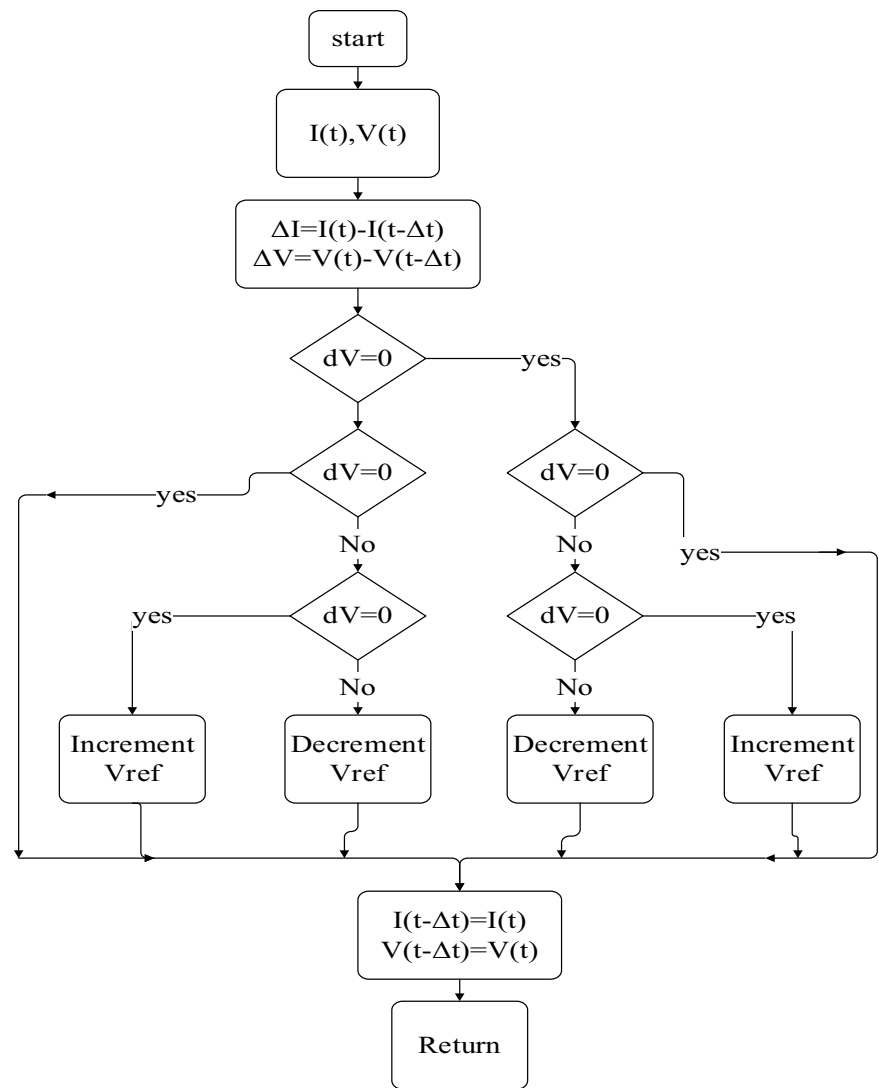 start
I(t),V(t)
ΔI=I(t)-I(t-Δt)
ΔV=V(t)-V(t-Δt)
dV=0
yes
dV=0
dV=0
yes
No
No
yes
dV=0
dV=0
yes
yes
No
No
Increment
Vref
Decrement
Vref
Decrement
Vref
Increment
Vref
I(t-Δt)=I(t)
V(t-Δt)=V(t)
Return